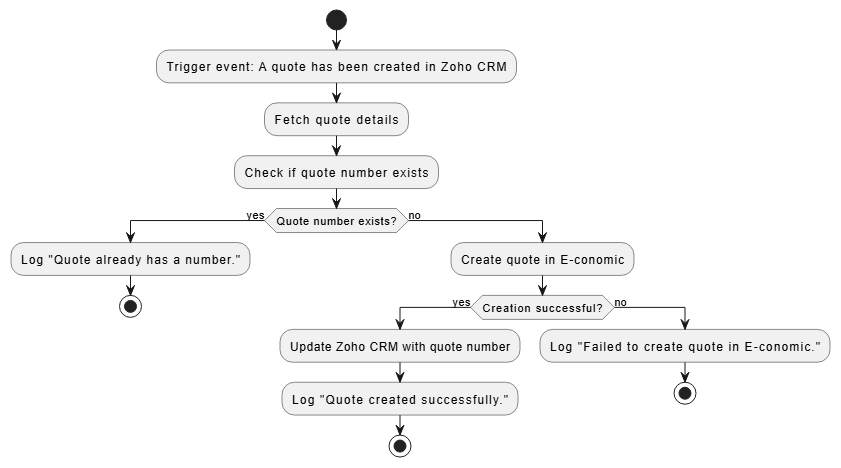 Trigger event: A quote has been created in Zoho CRM
Fetch quote details
Check if quote number exists
yes
Quote number exists?
no
Log "Quote already has a number."
Create quote in E-conomic
yes
Creation successful?
no
Update Zoho CRM with quote number
Log "Failed to create quote in E-conomic."
Log "Quote created successfully."